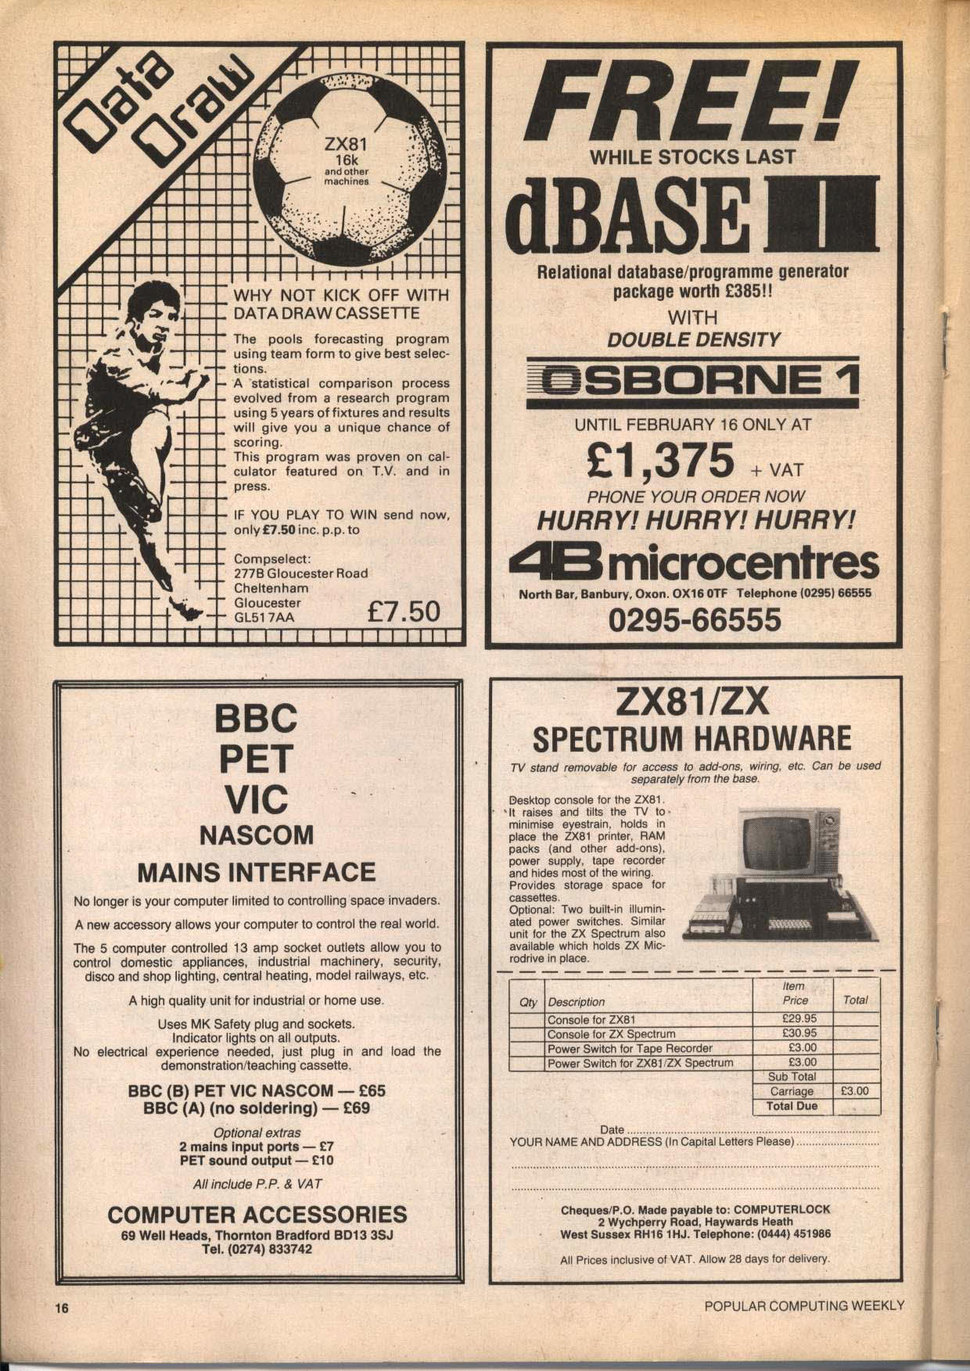 Data
Draw
ZX81
16k
and other
machines
WHY NOT KICK OFF WITH
DATA DRAW CASSETTE
The pools forecasting program
using team form to give best selec-
tions.
A statistical comparison process
evolved from a research program
using 5 years of fixtures and results
will give you a unique chance of
scoring.
This program was proven on cal-
culator featured on T.V. and in
press.
IF YOU PLAY TO WIN send now,
only £7.50 inc. p.p. to
Compselect:
277B Gloucester Road
Cheltenham
Gloucester
GL51 7AA
£7.50
FREE!
WHILE STOCKS LAST
dBASE II
Relational database/programme generator
package worth £385!!
WITH
DOUBLE DENSITY
OSBORNE 1
UNTIL FEBRUARY 16 ONLY AT
£1,375 + VAT
PHONE YOUR ORDER NOW
HURRY! HURRY! HURRY!
4B microcentres
North Bar, Banbury, Oxon. OX16 0TF Telephone (0295) 66555
0295-66555
BBC
PET
VIC
NASCOM
MAINS INTERFACE
No longer is your computer limited to controlling space invaders.
A new accessory allows your computer to control the real world.
The 5 computer controlled 13 amp socket outlets allow you to
control domestic appliances, industrial machinery, security,
disco and shop lighting, central heating, model railways, etc.
A high quality unit for industrial or home use.
Uses MK Safety plug and sockets.
Indicator lights on all outputs.
No electrical experience needed, just plug in and load the
demonstration/teaching cassette.
BBC (B) PET VIC NASCOM — £65
BBC (A) (no soldering) — £69
Optional extras
2 mains input ports — £7
PET sound output — £10
All include P.P. & VAT
COMPUTER ACCESSORIES
69 Well Heads, Thornton Bradford BD13 3SJ
Tel. (0274) 833742
ZX81/ZX
SPECTRUM HARDWARE
TV stand removable for access to add-ons, wiring, etc. Can be used
separately from the base.
Desktop console for the ZX81.
It raises and tilts the TV to
minimise eyestrain, holds in
place the ZX81 printer, RAM
packs (and other add-ons),
power supply, tape recorder
and hides most of the wiring.
Provides storage space for
cassettes.
Optional: Two built-in illumin-
ated power switches. Similar
unit for the ZX Spectrum also
available which holds ZX Mic-
rodrive in place.
Qty Description Item Price Total
Console for ZX81 £29.95
Console for ZX Spectrum £30.95
Power Switch for Tape Recorder £3.00
Power Switch for ZX81/ZX Spectrum £3.00
Sub Total
Carriage £3.00
Total Due
Date
YOUR NAME AND ADDRESS (In Capital Letters Please)
Cheques/P.O. Made payable to: COMPUTERLOCK
2 Wychperry Road, Haywards Heath
West Sussex RH16 1HJ. Telephone: (0444) 451986
All Prices inclusive of VAT. Allow 28 days for delivery.
16
POPULAR COMPUTING WEEKLY